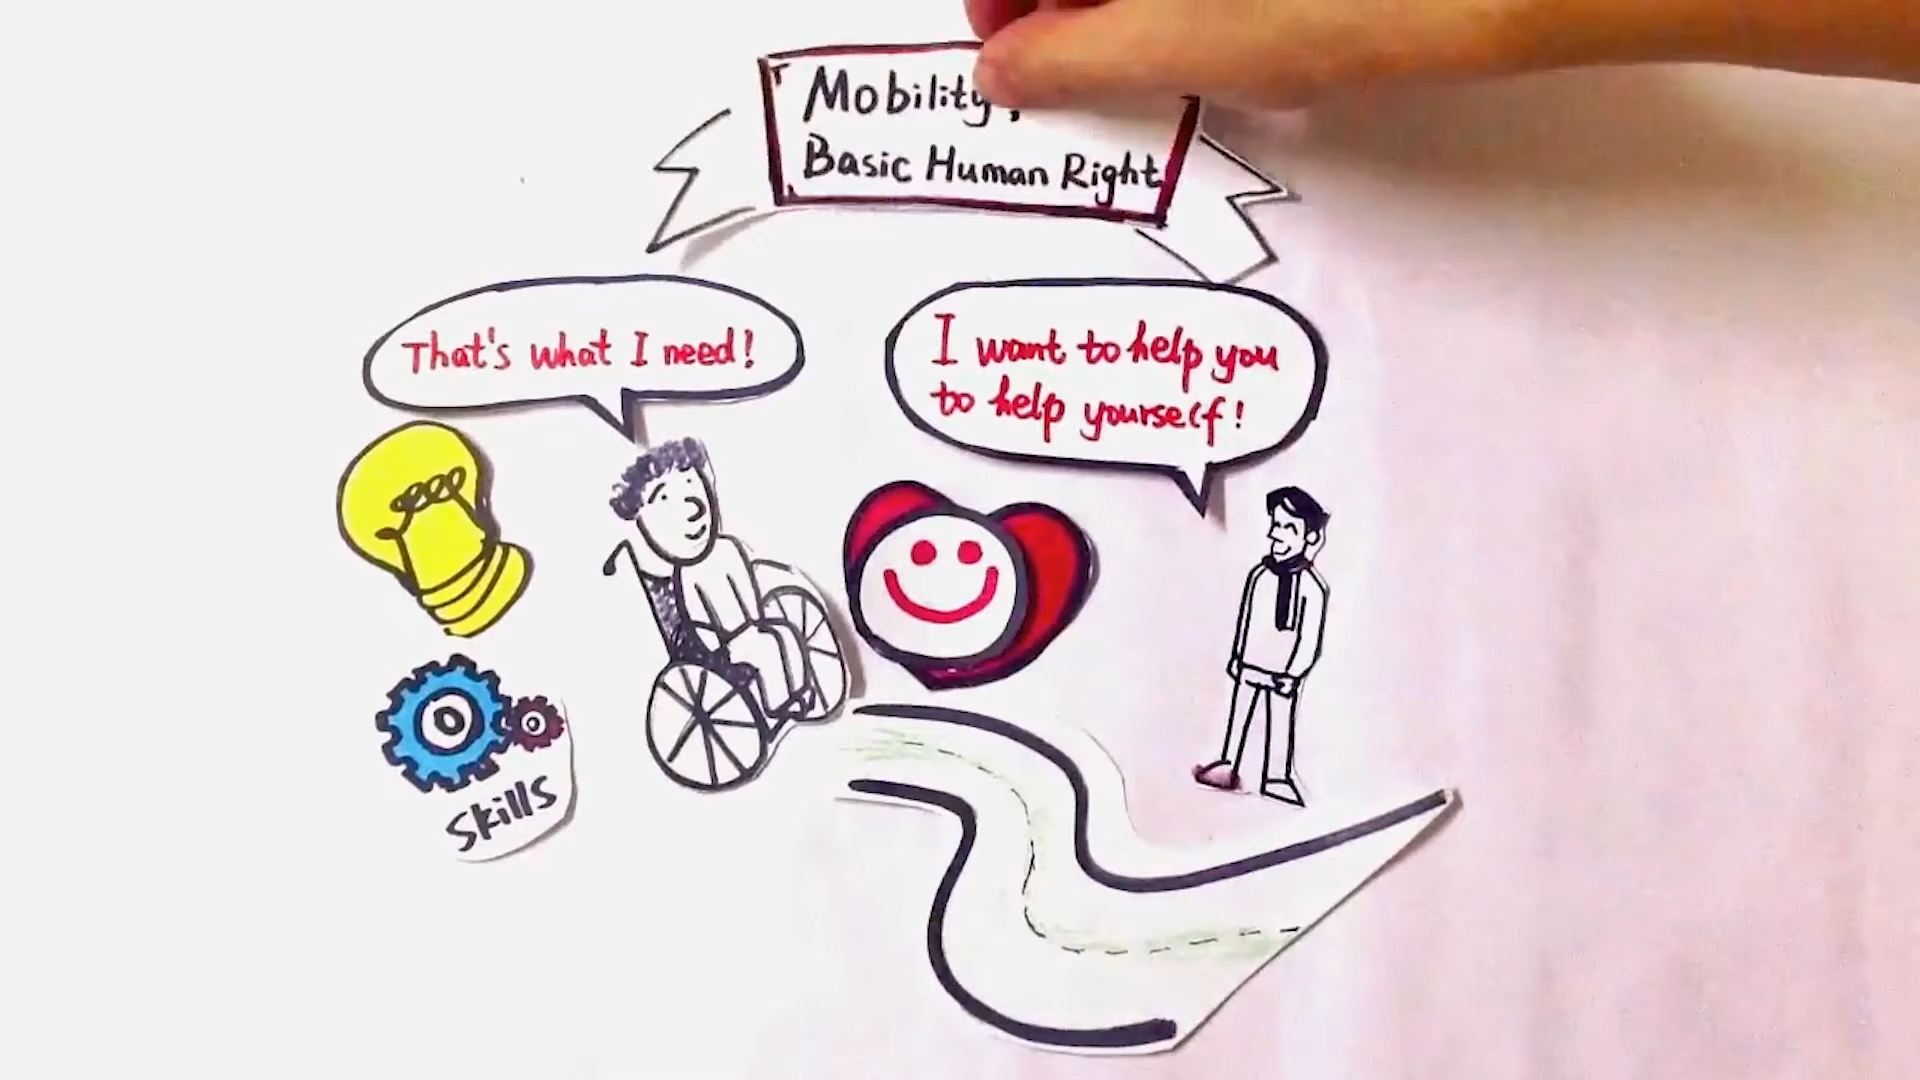 Mobility
Basic Human Right
That's what I need!
I want to help you
to help yourself!
Skills